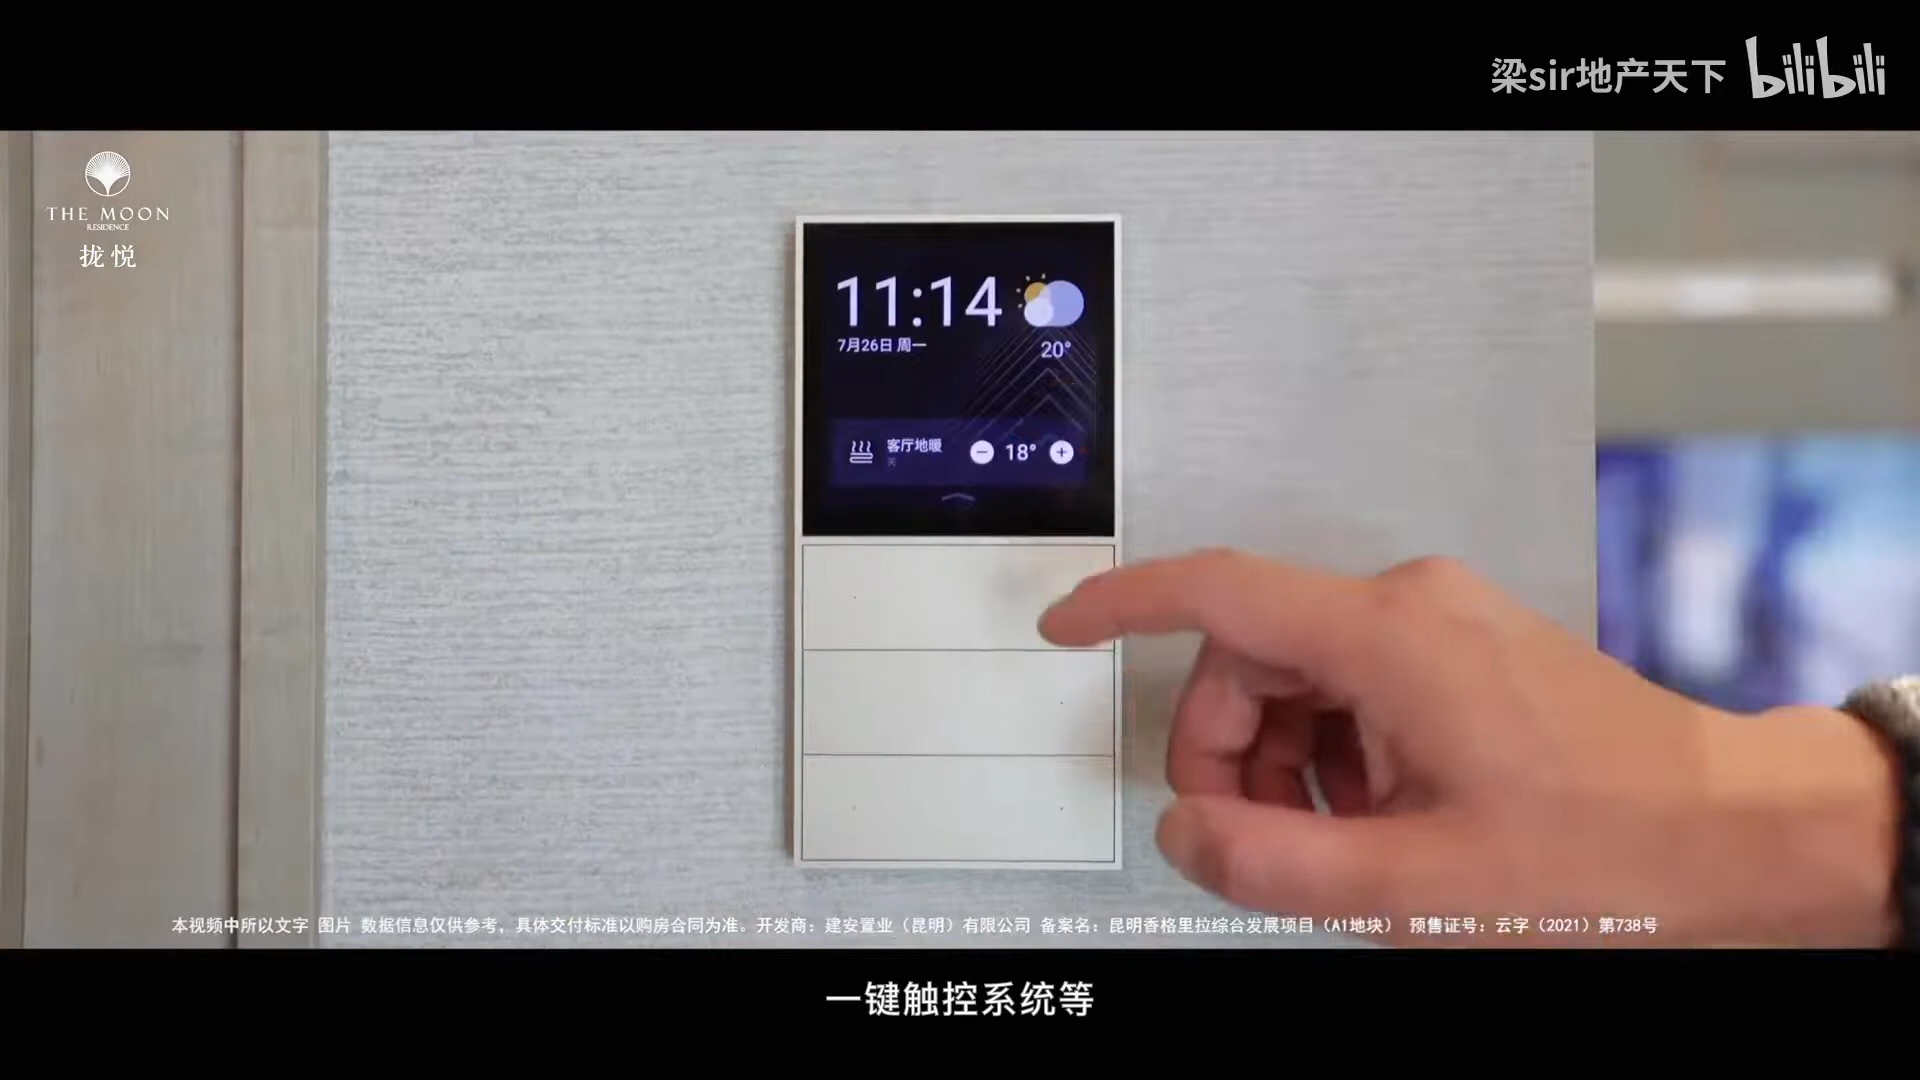 梁sir地产天下 bilibili
THE MOON
RESIDENCE
拢悦
11:14
7月26日 周一
20°
客厅地暖
关
18°
本视频中所以文字 图片 数据信息仅供参考，具体交付标准以购房合同为准。开发商：建安置业（昆明）有限公司 备案名：昆明香格里拉综合发展项目（A1地块） 预售证号：云字（2021）第738号
一键触控系统等